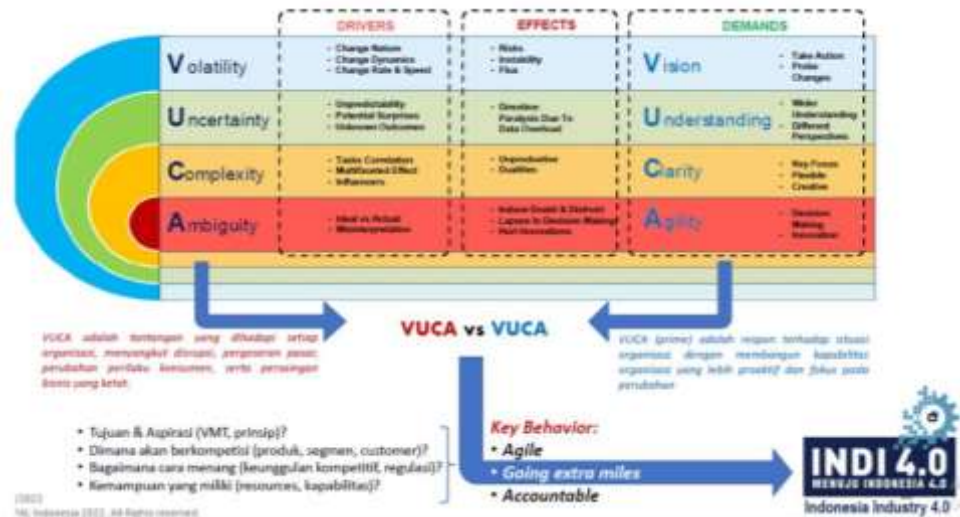 DRIVERS
EFFECTS
DEMANDS
Volatility
- Change Nature
- Change Dynamics
- Change Rate & Speed
- Risks
- Instability
- Flux
Vision
- Take Action
- Probe
Changes
Uncertainty
- Unpredictability
- Potential Surprises
- Unknown Outcomes
- Direction
Paralysis Due To
Data Overload
Understanding
- Wider
Understanding
- Different
Perspectives
Complexity
- Tasks Correlation
- Multifaceted Effect
- Influencers
- Unproductive
- Dualities
Clarity
- Key Focus
- Flexible
- Creative
Ambiguity
- Ideal vs Actual
- Misinterpretation
- Induce Doubt & Distrust
- Lapses In Decision Making
- Hurt Innovations
Agility
- Decision
Making
- Innovation
VUCA vs VUCA
VUCA adalah tantangan yang dihadapi setiap
organisasi, menyangkut disrupsi, pergeseran pasar,
perubahan perilaku konsumen, serta persaingan
bisnis yang ketat.
VUCA (prime) adalah respon terhadap situasi
organisasi dengan membangun kapabilitas
organisasi yang lebih proaktif dan fokus pada
perubahan
• Tujuan & Aspirasi (VMT, prinsip)?
• Dimana akan berkompetisi (produk, segmen, customer)?
• Bagaimana cara menang (keunggulan kompetitif, regulasi)?
• Kemampuan yang miliki (resources, kapabilitas)?
Key Behavior:
• Agile
• Going extra miles
• Accountable
INDI 4.0
MENUJU INDONESIA 4.0
Indonesia Industry 4.0
Indonesia 2022. All Rights reserved.